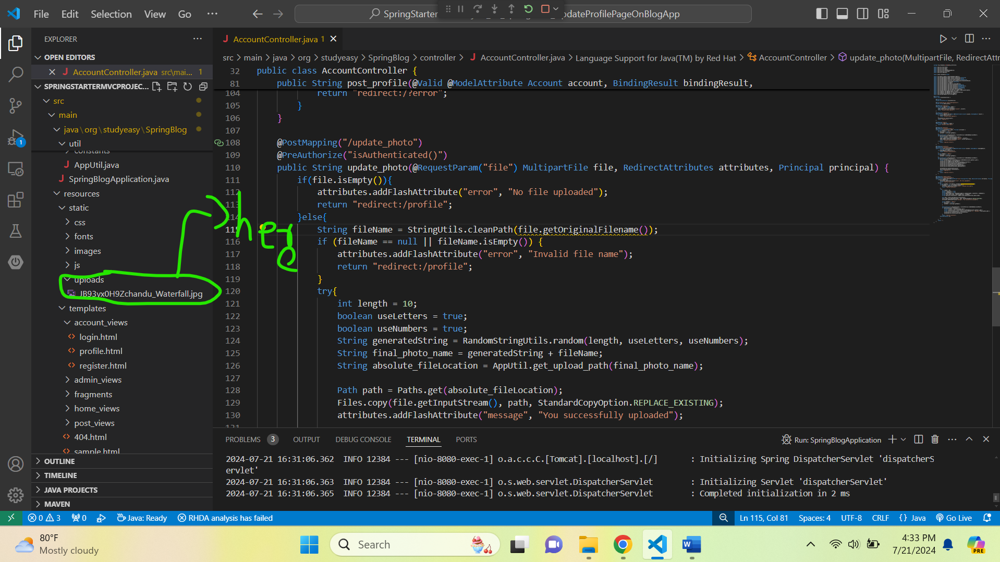 File Edit Selection View Go ···
SpringStarter
pdateProfilePageOnBlogApp
EXPLORER ···
OPEN EDITORS
AccountController.java src\mai... 1
SPRINGSTARTERMVCPROJEC...
src
main
java\org\studyeasy\SpringBlog
util
constants
AppUtil.java
SpringBlogApplication.java
resources
static
css
fonts
images
js
uploads
JB93yx0H9Zchandu_Waterfall.jpg
templates
account_views
login.html
profile.html
register.html
admin_views
fragments
home_views
post_views
404.html
sample.html
OUTLINE
TIMELINE
JAVA PROJECTS
MAVEN
1
AccountController.java 1
src > main > java > org > studyeasy > SpringBlog > controller > AccountController.java > Language Support for Java(TM) by Red Hat > AccountController > update_photo(MultipartFile, RedirectAttr
32 public class AccountController {
81 public String post_profile(@Valid @ModelAttribute Account account, BindingResult bindingResult,
104 return "redirect:/?error";
105 }
106 }
107
108 @PostMapping("/update_photo")
109 @PreAuthorize("isAuthenticated()")
110 public String update_photo(@RequestParam("file") MultipartFile file, RedirectAttributes attributes, Principal principal) {
111 if(file.isEmpty()){
112 attributes.addFlashAttribute("error", "No file uploaded");
113 return "redirect:/profile";
114 }else{
115 String fileName = StringUtils.cleanPath(file.getOriginalFilename());
116 if (fileName == null || fileName.isEmpty()) {
117 attributes.addFlashAttribute("error", "Invalid file name");
118 return "redirect:/profile";
119 }
120 try{
121 int length = 10;
122 boolean useLetters = true;
123 boolean useNumbers = true;
124 String generatedString = RandomStringUtils.random(length, useLetters, useNumbers);
125 String final_photo_name = generatedString + fileName;
126 String absolute_fileLocation = AppUtil.get_upload_path(final_photo_name);
127
128 Path path = Paths.get(absolute_fileLocation);
129 Files.copy(file.getInputStream(), path, StandardCopyOption.REPLACE_EXISTING);
130 attributes.addFlashAttribute("message", "You successfully uploaded");
131
PROBLEMS 3 OUTPUT DEBUG CONSOLE TERMINAL PORTS
Run: SpringBlogApplication
2024-07-21 16:31:06.362 INFO 12384 --- [nio-8080-exec-1] o.a.c.c.C.[Tomcat].[localhost].[/] : Initializing Spring DispatcherServlet 'dispatcherS
ervlet'
2024-07-21 16:31:06.363 INFO 12384 --- [nio-8080-exec-1] o.s.web.servlet.DispatcherServlet : Initializing Servlet 'dispatcherServlet'
2024-07-21 16:31:06.365 INFO 12384 --- [nio-8080-exec-1] o.s.web.servlet.DispatcherServlet : Completed initialization in 2 ms
0 3 0 Java: Ready RHDA analysis has failed
Ln 115, Col 81 Spaces: 4 UTF-8 CRLF {} Java Go Live
80°F
Mostly cloudy
Search
4:33 PM
7/21/2024
PRE